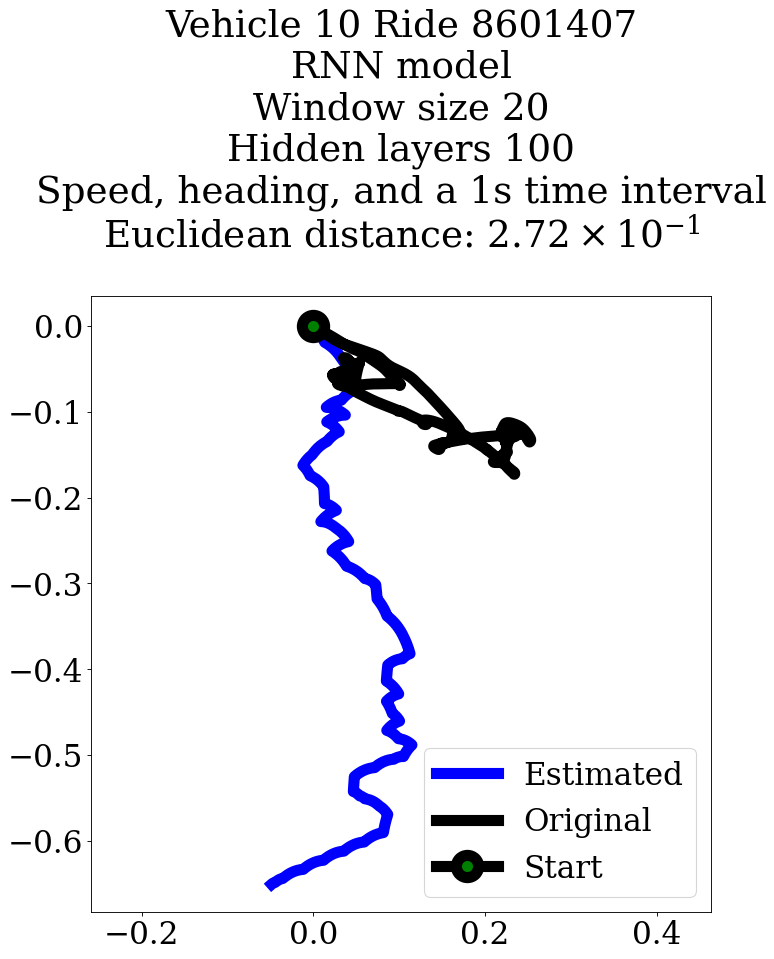 Vehicle 10 Ride 8601407
RNN model
Window size 20
Hidden layers 100
Speed, heading, and a 1s time interval
Euclidean distance: 2.72 × 10⁻¹
0.0
−0.1
−0.2
−0.3
−0.4
−0.5
−0.6
Estimated
Original
Start
−0.2 0.0 0.2 0.4